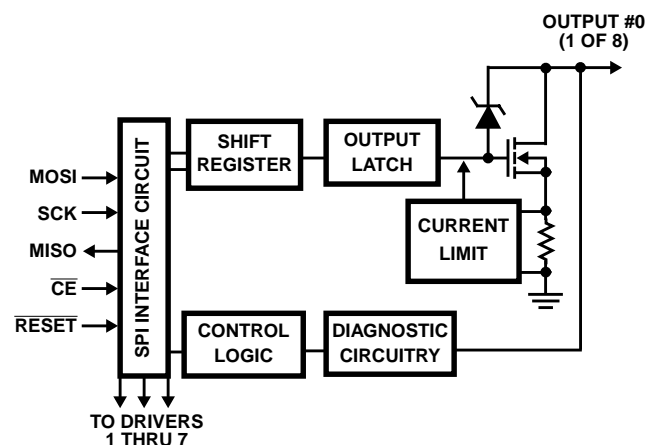 OUTPUT #0
(1 OF 8)
SHIFT
REGISTER
OUTPUT
LATCH
MOSI
SCK
MISO
CE
RESET
SPI INTERFACE CIRCUIT
CURRENT
LIMIT
CONTROL
LOGIC
DIAGNOSTIC
CIRCUITRY
TO DRIVERS
1 THRU 7